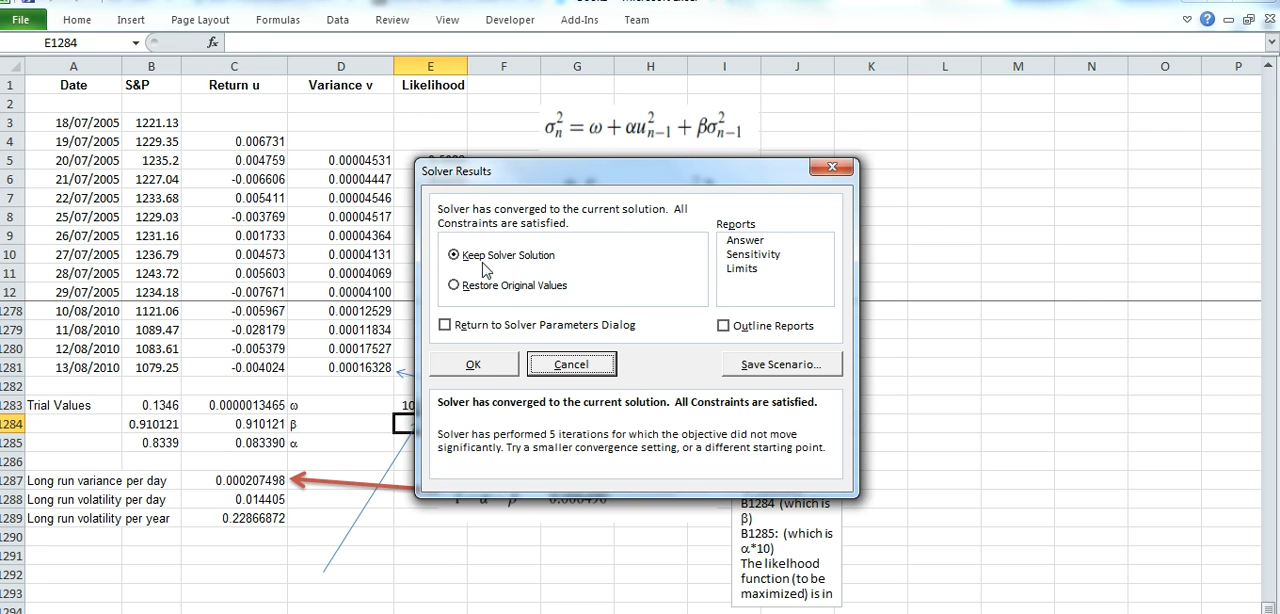 File Home Insert Page Layout Formulas Data Review View Developer Add-Ins Team
E1284 fx
A B C D E F G H I J K L M N O P
1 Date S&P Return u Variance v Likelihood
2
3 18/07/2005 1221.13
σ²n = ω + αu²n−1 + βσ²n−1
4 19/07/2005 1229.35 0.006731
5 20/07/2005 1235.2 0.004759 0.00004531
6 21/07/2005 1227.04 -0.006606 0.00004447
7 22/07/2005 1233.68 0.005411 0.00004546
8 25/07/2005 1229.03 -0.003769 0.00004517
9 26/07/2005 1231.16 0.001733 0.00004364
10 27/07/2005 1236.79 0.004573 0.00004131
11 28/07/2005 1243.72 0.005603 0.00004069
12 29/07/2005 1234.18 -0.007671 0.00004100
1278 10/08/2010 1121.06 -0.005967 0.00012529
1279 11/08/2010 1089.47 -0.028179 0.00011834
1280 12/08/2010 1083.61 -0.005379 0.00017527
1281 13/08/2010 1079.25 -0.004024 0.00016328
1282
1283 Trial Values 0.1346 0.0000013465 ω 10
1284 0.910121 0.910121 β
1285 0.8339 0.083390 α
1286
1287 Long run variance per day 0.000207498
1288 Long run volatility per day 0.014405
1289 Long run volatility per year 0.22866872
1290
1291
1292
1293
1294
Solver Results
Solver has converged to the current solution. All
Constraints are satisfied.
Keep Solver Solution
Restore Original Values
Return to Solver Parameters Dialog
Reports
Answer
Sensitivity
Limits
Outline Reports
OK Cancel Save Scenario...
Solver has converged to the current solution. All Constraints are satisfied.
Solver has performed 5 iterations for which the objective did not move
significantly. Try a smaller convergence setting, or a different starting point.
B1284 (which is
β)
B1285: (which is
α*10)
The likelhood
function (to be
maximized) is in